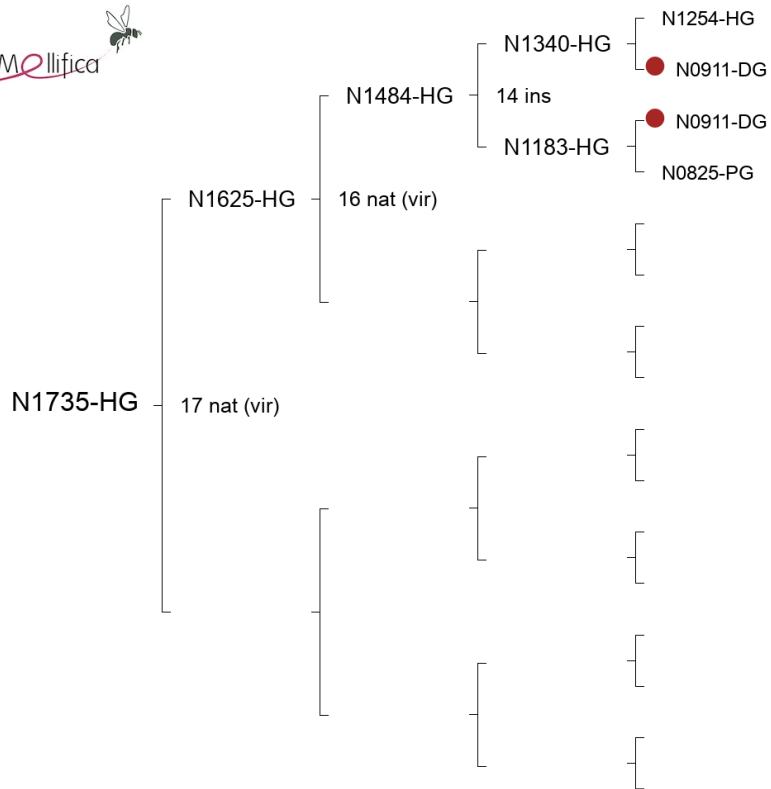 Mellifica
N1254-HG
N1340-HG
N0911-DG
N1484-HG
14 ins
N0911-DG
N1183-HG
N0825-PG
N1625-HG
16 nat (vir)
N1735-HG
17 nat (vir)